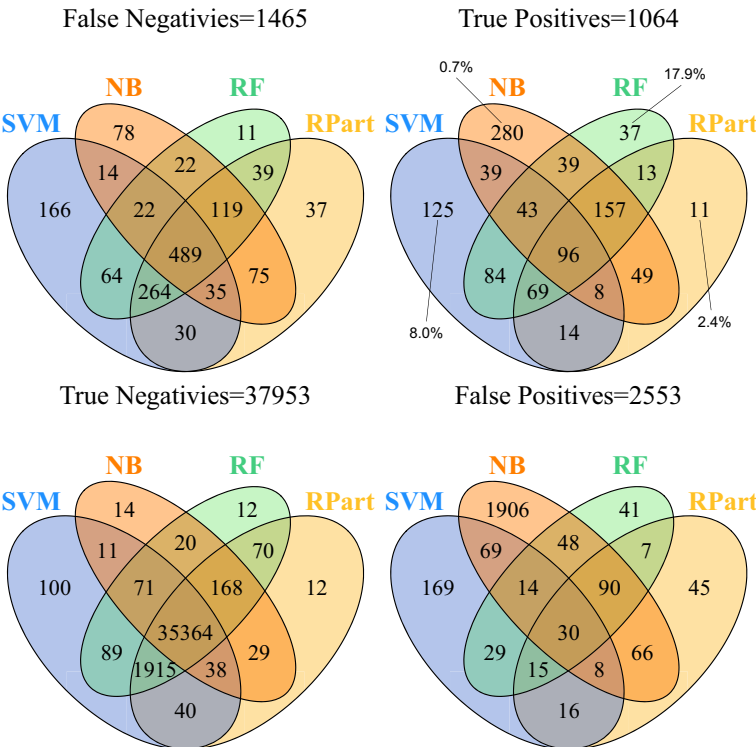 False Negativies=1465 True Positives=1064
0.7% 17.9%
NB RF NB RF
SVM RPart SVM RPart
78 11 280 37
14 22 39 39 39 13
166 22 119 37 125 43 157 11
489 96
64 264 35 75 84 69 8 49
30 14
8.0% 2.4%
True Negativies=37953 False Positives=2553
NB RF NB RF
SVM RPart SVM RPart
14 12 1906 41
11 20 70 69 48 7
100 71 168 12 169 14 90 45
35364 30
89 1915 38 29 29 15 8 66
40 16